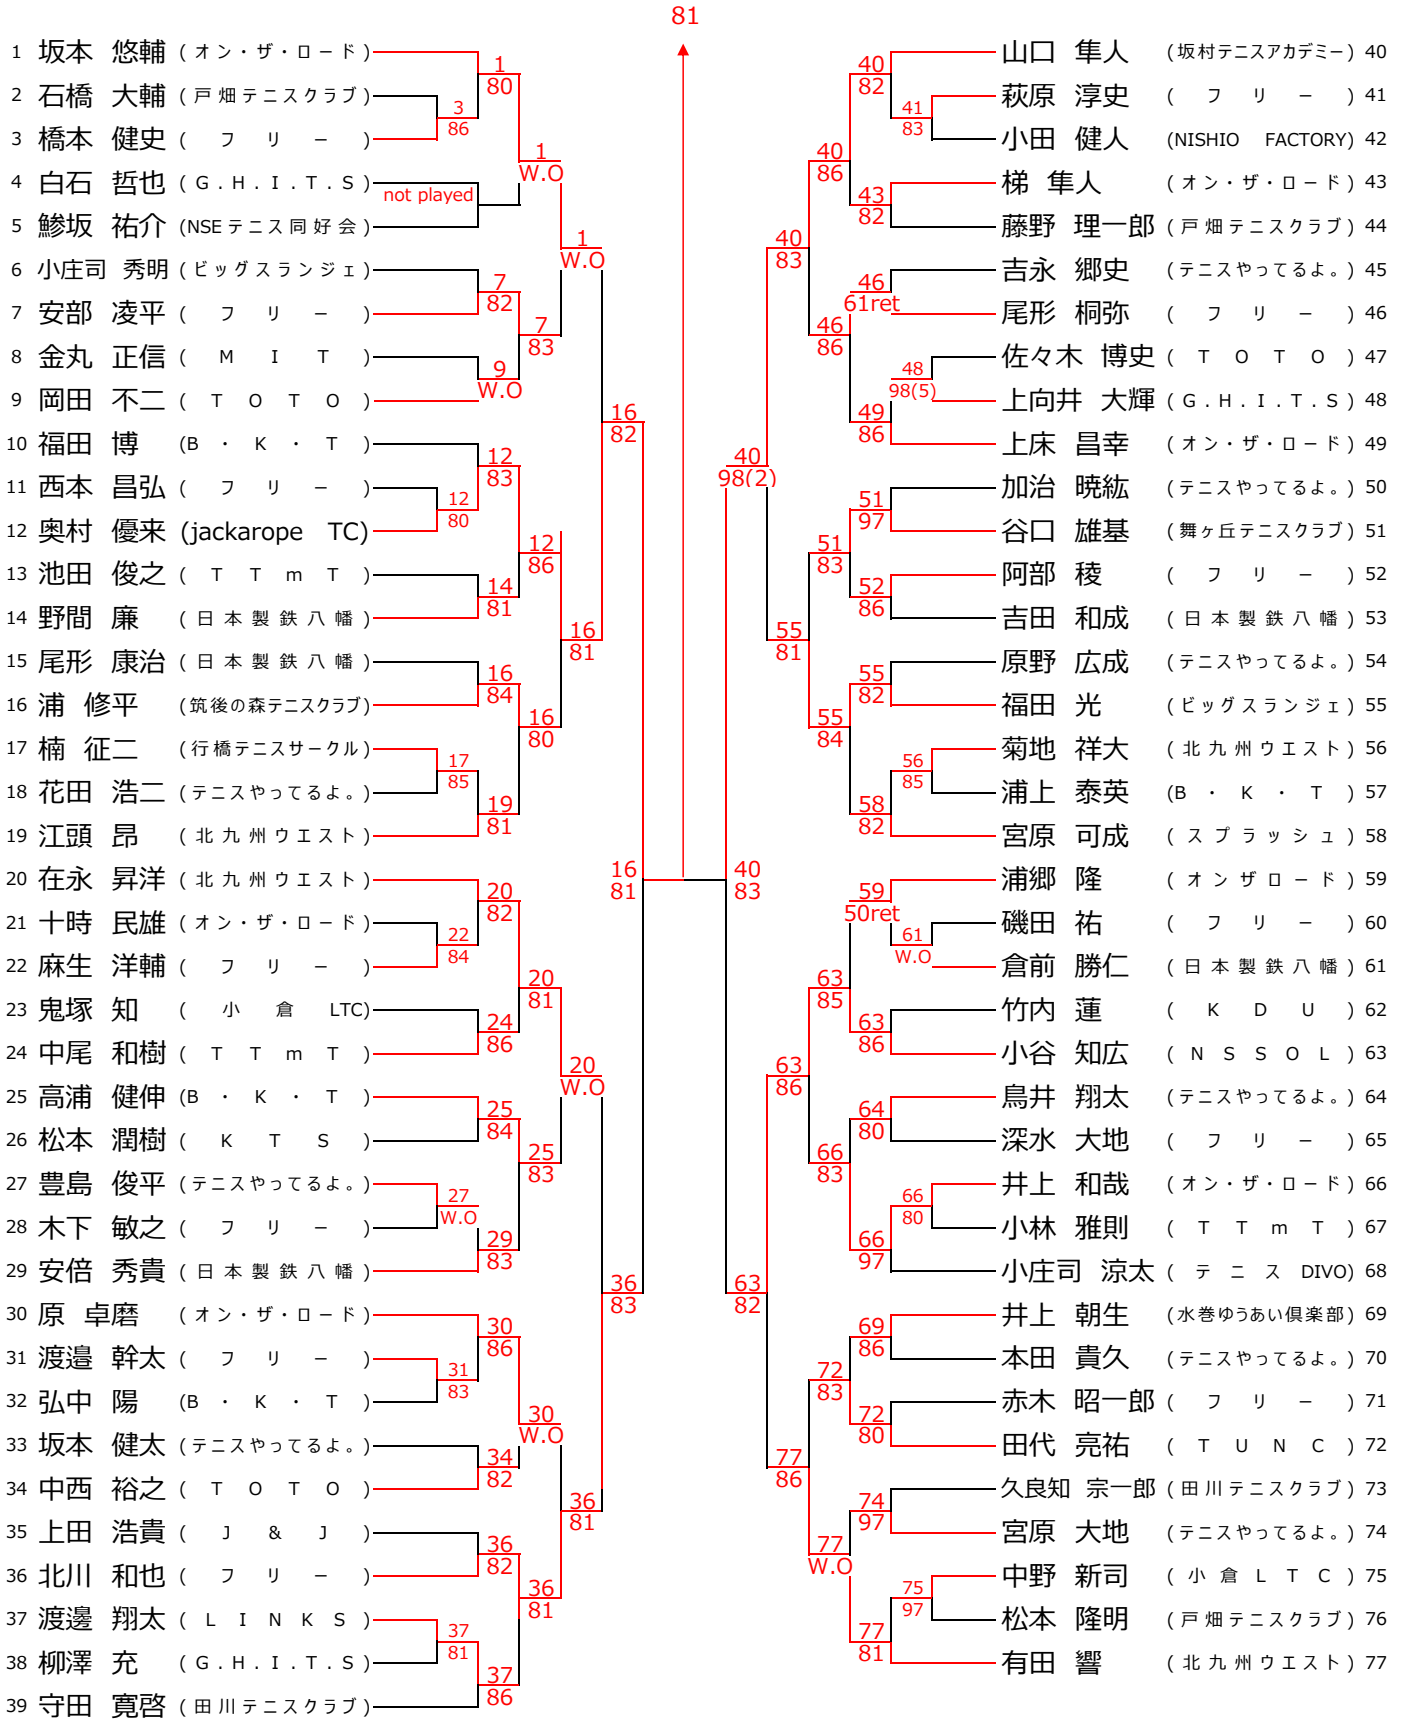 81
1 坂本 悠輔 (オン・ザ・ロード)
2 石橋 大輔 (戸畑テニスクラブ)
3 橋本 健史 (フリー)
4 白石 哲也 (G.H.I.T.S)
5 鯵坂 祐介 (NSEテニス同好会)
6 小庄司 秀明 (ビッグスランジェ)
7 安部 凌平 (フリー)
8 金丸 正信 (MIT)
9 岡田 不二 (TOTO)
10 福田 博 (B・K・T)
11 西本 昌弘 (フリー)
12 奥村 優来 (jackarope TC)
13 池田 俊之 (TTmT)
14 野間 廉 (日本製鉄八幡)
15 尾形 康治 (日本製鉄八幡)
16 浦 修平 (筑後の森テニスクラブ)
17 楠 征二 (行橋テニスサークル)
18 花田 浩二 (テニスやってるよ。)
19 江頭 昂 (北九州ウエスト)
20 在永 昇洋 (北九州ウエスト)
21 十時 民雄 (オン・ザ・ロード)
22 麻生 洋輔 (フリー)
23 鬼塚 知 (小倉 LTC)
24 中尾 和樹 (TTmT)
25 高浦 健伸 (B・K・T)
26 松本 潤樹 (KTS)
27 豊島 俊平 (テニスやってるよ。)
28 木下 敏之 (フリー)
29 安倍 秀貴 (日本製鉄八幡)
30 原 卓磨 (オン・ザ・ロード)
31 渡邉 幹太 (フリー)
32 弘中 陽 (B・K・T)
33 坂本 健太 (テニスやってるよ。)
34 中西 裕之 (TOTO)
35 上田 浩貴 (J&J)
36 北川 和也 (フリー)
37 渡邊 翔太 (LINKS)
38 柳澤 充 (G.H.I.T.S)
39 守田 寛啓 (田川テニスクラブ)
1
80
3
86
not played
7
82
9
W.O
12
83
12
80
14
81
16
84
17
85
19
81
20
82
22
84
24
86
25
84
27
W.O
29
83
30
86
31
83
34
82
36
82
37
81
37
86
1
W.O
7
83
12
86
16
80
20
81
25
83
30
W.O
36
81
1
W.O
16
81
20
W.O
36
81
16
82
36
83
16
81
40
83
40
98(2)
63
82
40
83
55
81
63
86
77
86
40
86
46
86
51
83
55
84
63
85
66
83
72
83
77
W.O
40
82
41
83
43
82
46
61ret
48
98(5)
49
86
51
97
52
86
55
82
56
85
58
82
59
50ret
61
W.O
63
86
64
80
66
80
66
97
69
86
72
80
74
97
75
97
77
81
山口 隼人 (坂村テニスアカデミー) 40
萩原 淳史 (フリー) 41
小田 健人 (NISHIO FACTORY) 42
梯 隼人 (オン・ザ・ロード) 43
藤野 理一郎 (戸畑テニスクラブ) 44
吉永 郷史 (テニスやってるよ。) 45
尾形 桐弥 (フリー) 46
佐々木 博史 (TOTO) 47
上向井 大輝 (G.H.I.T.S) 48
上床 昌幸 (オン・ザ・ロード) 49
加治 暁紘 (テニスやってるよ。) 50
谷口 雄基 (舞ヶ丘テニスクラブ) 51
阿部 稜 (フリー) 52
吉田 和成 (日本製鉄八幡) 53
原野 広成 (テニスやってるよ。) 54
福田 光 (ビッグスランジェ) 55
菊地 祥大 (北九州ウエスト) 56
浦上 泰英 (B・K・T) 57
宮原 可成 (スプラッシュ) 58
浦郷 隆 (オンザロード) 59
磯田 祐 (フリー) 60
倉前 勝仁 (日本製鉄八幡) 61
竹内 蓮 (KDU) 62
小谷 知広 (NSSOL) 63
鳥井 翔太 (テニスやってるよ。) 64
深水 大地 (フリー) 65
井上 和哉 (オン・ザ・ロード) 66
小林 雅則 (TTmT) 67
小庄司 涼太 (テニス DIVO) 68
井上 朝生 (水巻ゆうあい倶楽部) 69
本田 貴久 (テニスやってるよ。) 70
赤木 昭一郎 (フリー) 71
田代 亮祐 (TUNC) 72
久良知 宗一郎 (田川テニスクラブ) 73
宮原 大地 (テニスやってるよ。) 74
中野 新司 (小倉LTC) 75
松本 隆明 (戸畑テニスクラブ) 76
有田 響 (北九州ウエスト) 77